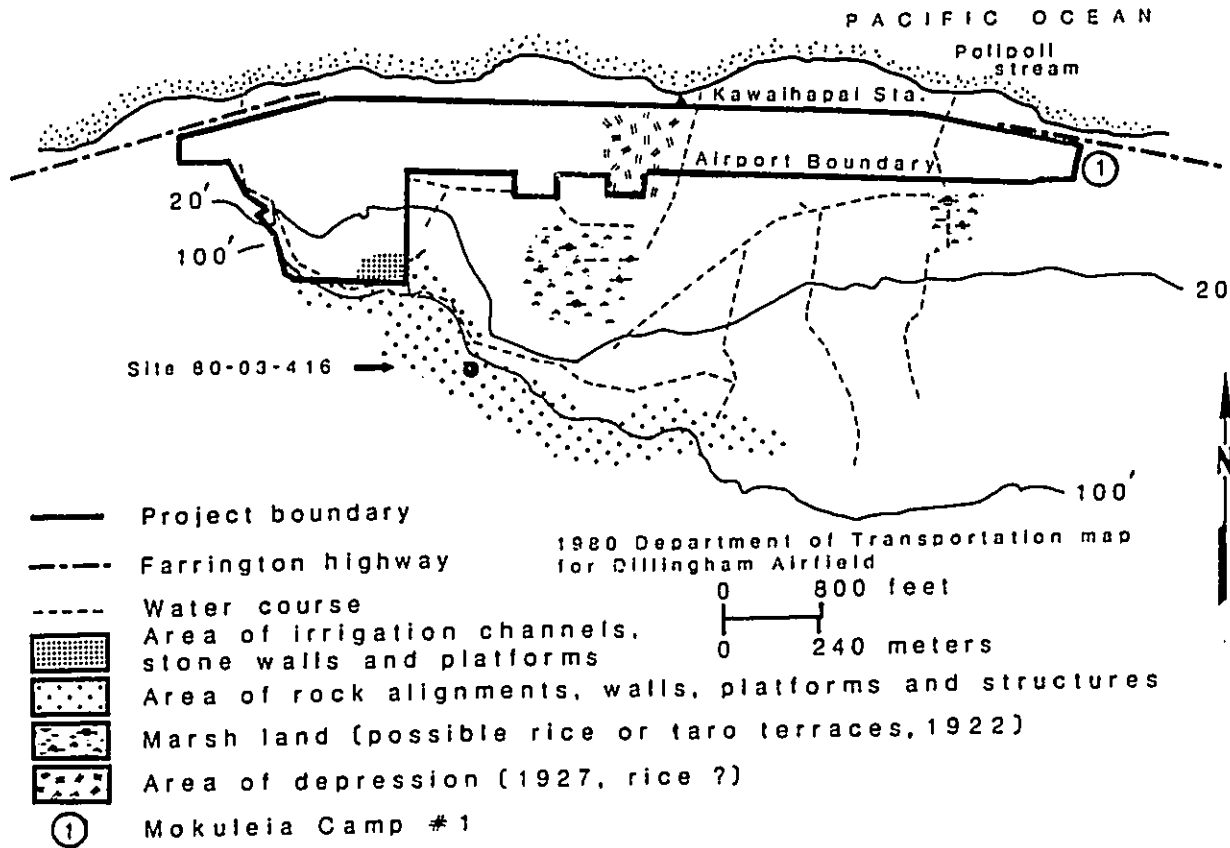 PACIFIC OCEAN
Polipoli
stream
Kawaihapai Sta.
Airport Boundary
1
20'
100'
20
Site 80-03-416
N
100'
Project boundary
Farrington highway
Water course
Area of irrigation channels,
stone walls and platforms
Area of rock alignments, walls, platforms and structures
Marsh land (possible rice or taro terraces, 1922)
Area of depression (1927, rice ?)
1 Mokuleia Camp #1
1980 Department of Transportation map
for Dillingham Airfield
0 800 feet
0 240 meters